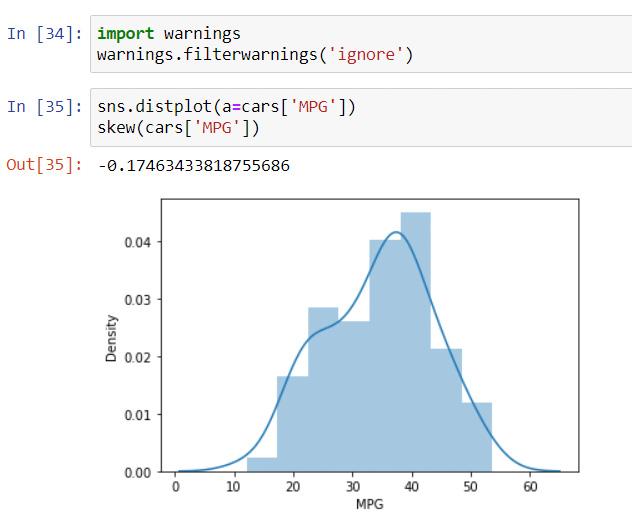 In [34]: import warnings
warnings.filterwarnings('ignore')
In [35]: sns.distplot(a=cars['MPG'])
skew(cars['MPG'])
Out[35]: -0.17463433818755686
0.04
0.03
0.02
0.01
0.00
Density
0 10 20 30 40 50 60
MPG